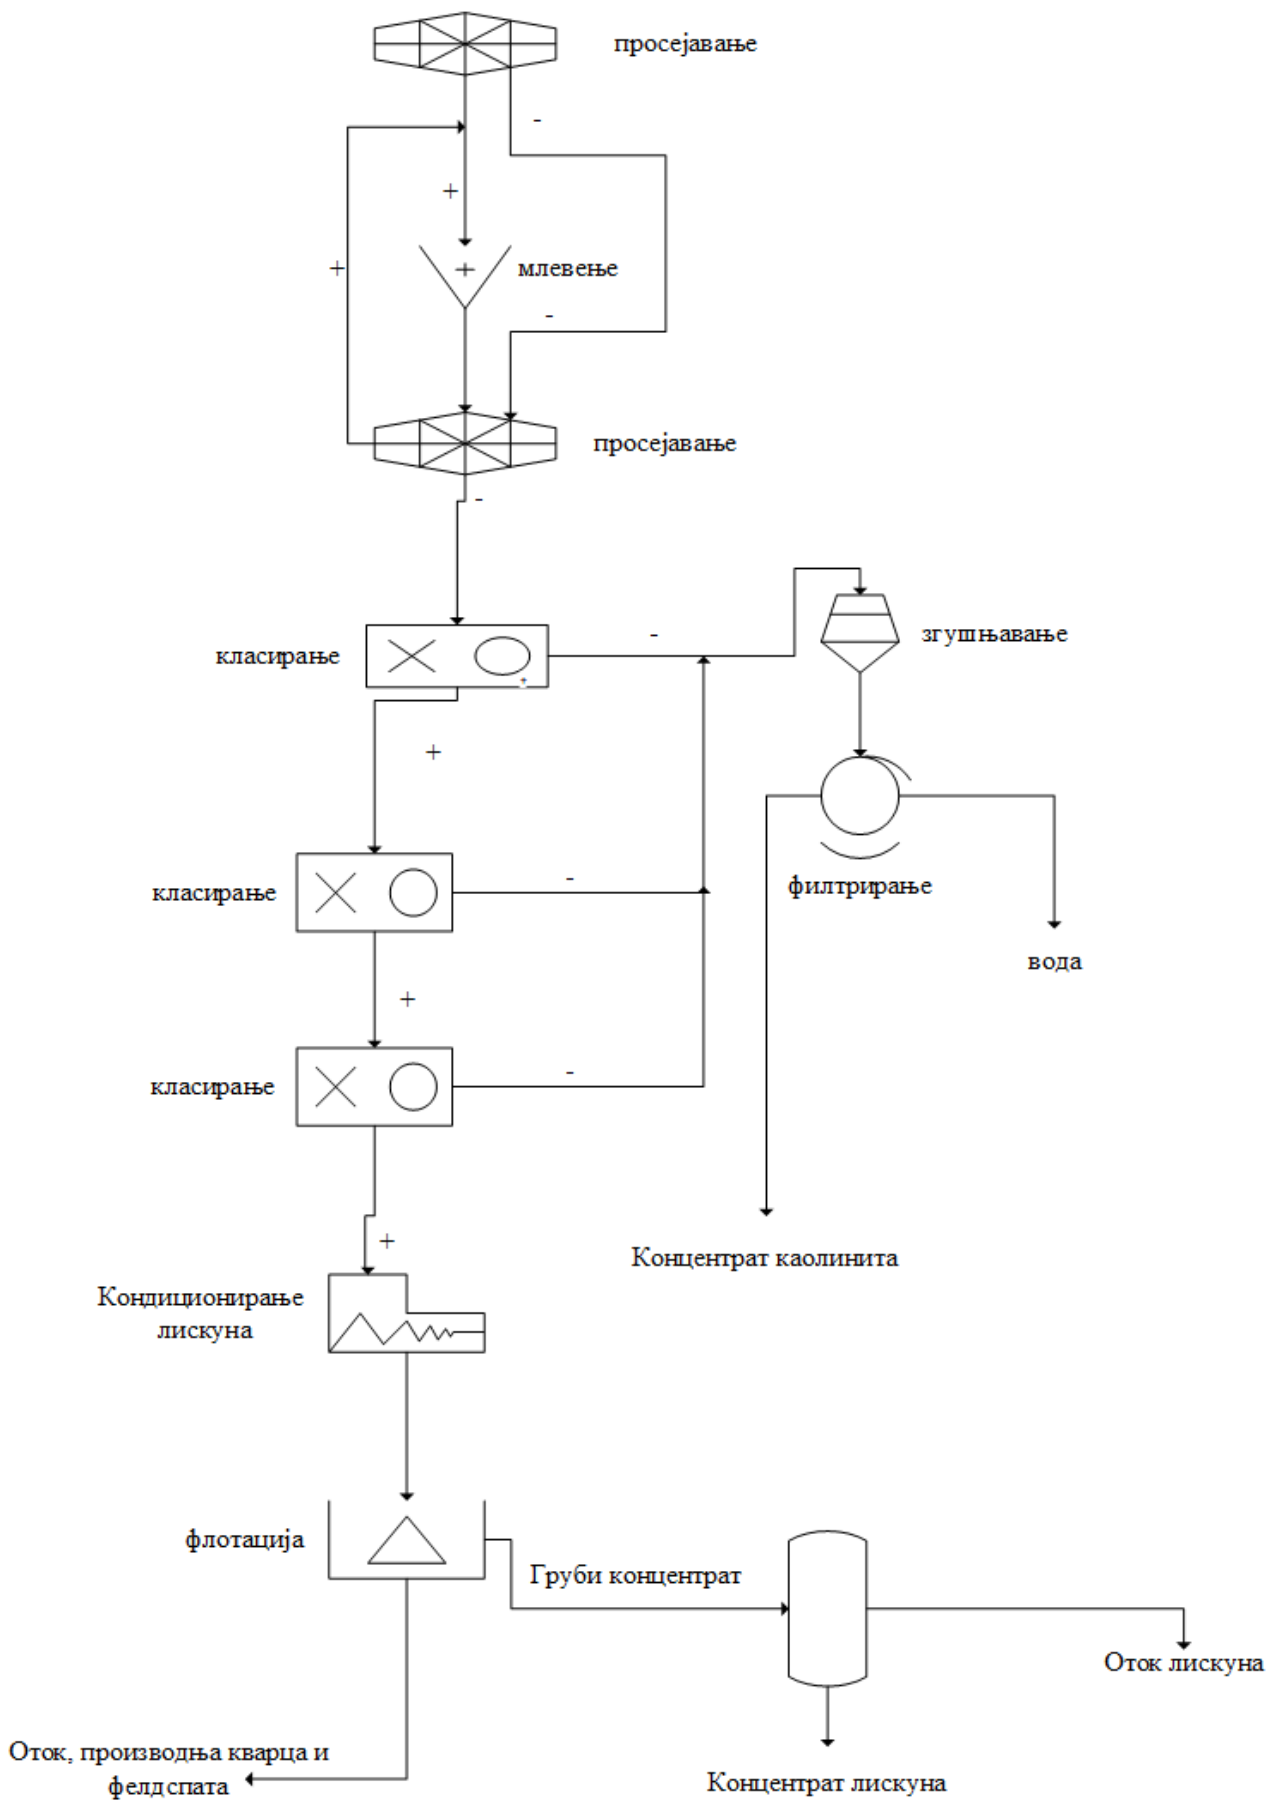 просејавање
-
+
+
млевење
-
просејавање
-
-
згушњавање
класирање
+
+
филтрирање
класирање
-
вода
+
класирање
-
+
Концентрат каолинита
Кондиционирање
лискуна
флотација
Груби концентрат
Оток лискуна
Оток, производња кварца и
фелдспата
Концентрат лискуна